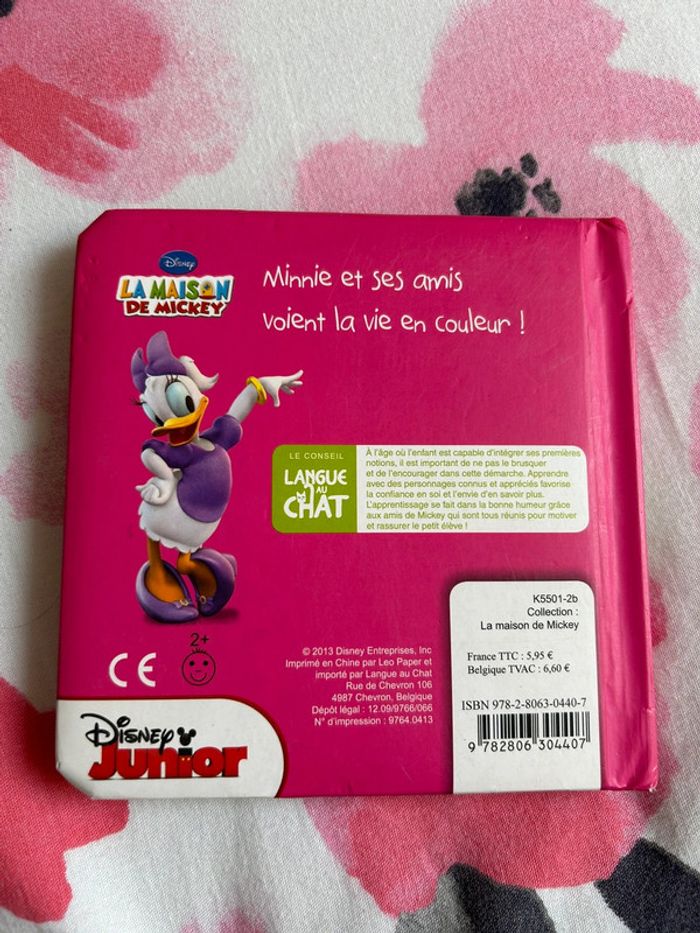 Disney
LA MAISON
DE MICKEY
Minnie et ses amis
voient la vie en couleur !
LE CONSEIL
LANGUE
AU
CHAT
À l'âge où l'enfant est capable d'intégrer ses premières
notions, il est important de ne pas le brusquer
et de l'encourager dans cette démarche. Apprendre
avec des personnages connus et appréciés favorise
la confiance en soi et l'envie d'en savoir plus.
L'apprentissage se fait dans la bonne humeur grâce
aux amis de Mickey qui sont tous réunis pour motiver
et rassurer le petit élève !
CE
2+
© 2013 Disney Entreprises, Inc
Imprimé en Chine par Leo Paper et
importé par Langue au Chat
Rue de Chevron 106
4987 Chevron, Belgique
Dépôt légal : 12.09/9766/066
N° d'impression : 9764.0413
K5501-2b
Collection :
La maison de Mickey
France TTC : 5,95 €
Belgique TVAC : 6,60 €
ISBN 978-2-8063-0440-7
9 782806 304407
Disney
Junior